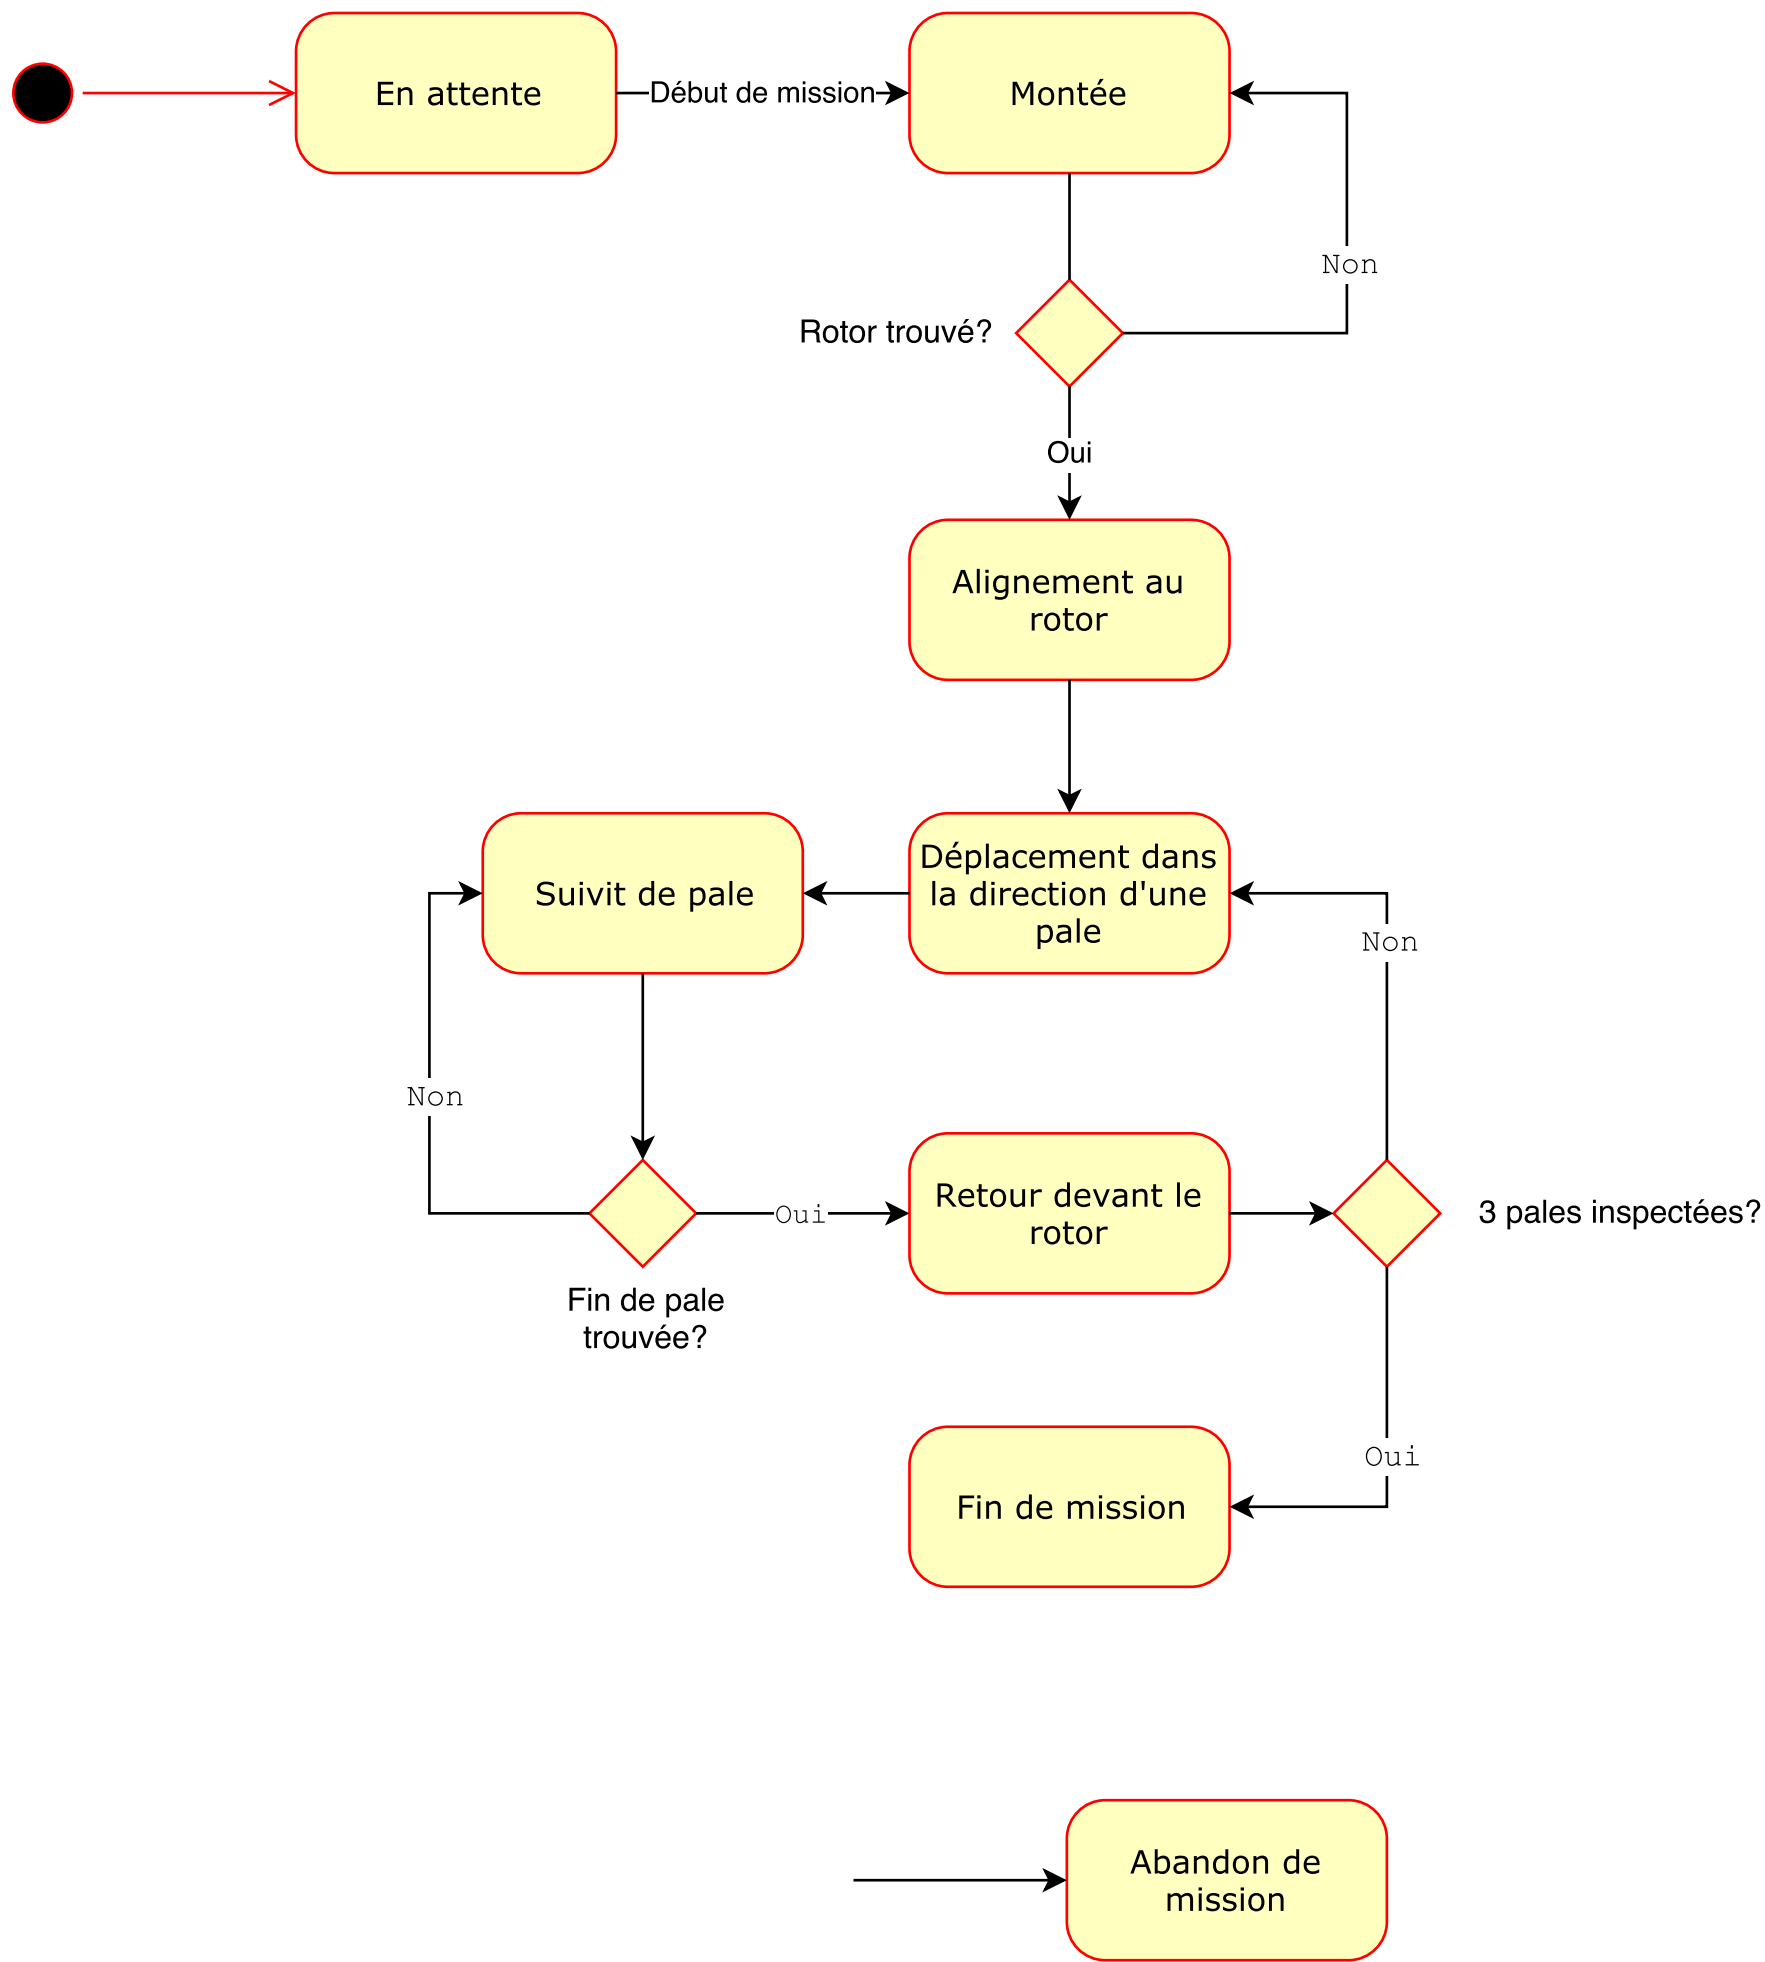 En attente
Début de mission
Montée
Non
Rotor trouvé?
Oui
Alignement au
rotor
Suivit de pale
Déplacement dans
la direction d'une
pale
Non
Non
Oui
Retour devant le
rotor
3 pales inspectées?
Fin de pale
trouvée?
Oui
Fin de mission
Abandon de
mission